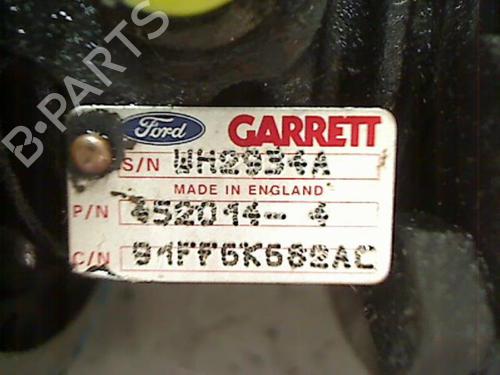 B-PARTS
Ford GARRETT
S/N WH2934A
MADE IN ENGLAND
P/N 452014-4
C/N 91FF6K682AC